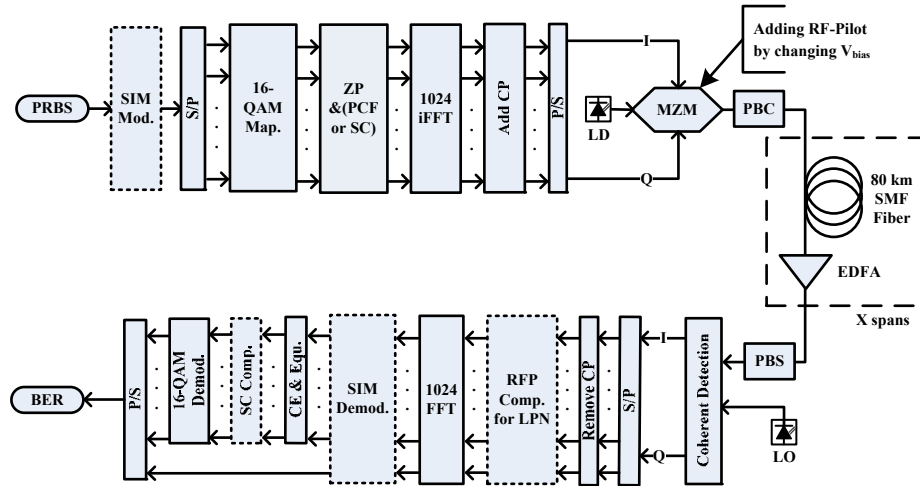 Adding RF-Pilot
by changing Vbias
PRBS
SIM
Mod.
S/P
16-
QAM
Map.
ZP
&(PCF
or SC)
1024
iFFT
Add CP
P/S
I
Q
LD
MZM
PBC
80 km
SMF
Fiber
EDFA
X spans
PBS
Coherent Detection
LO
I
Q
S/P
Remove CP
RFP
Comp.
for LPN
1024
FFT
SIM
Demod.
CE & Equ.
SC Comp.
16-QAM
Demod.
P/S
BER